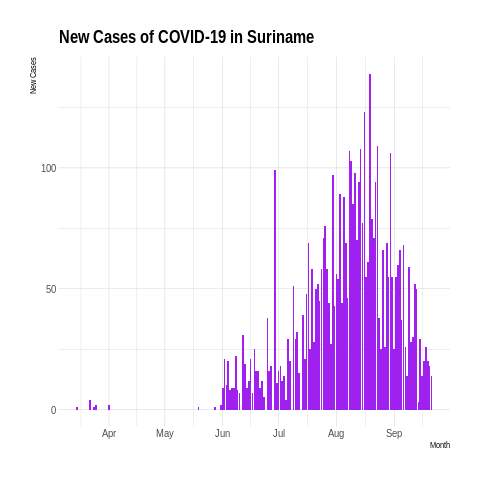 New Cases of COVID-19 in Suriname
New Cases
100
50
0
Apr May Jun Jul Aug Sep
Month